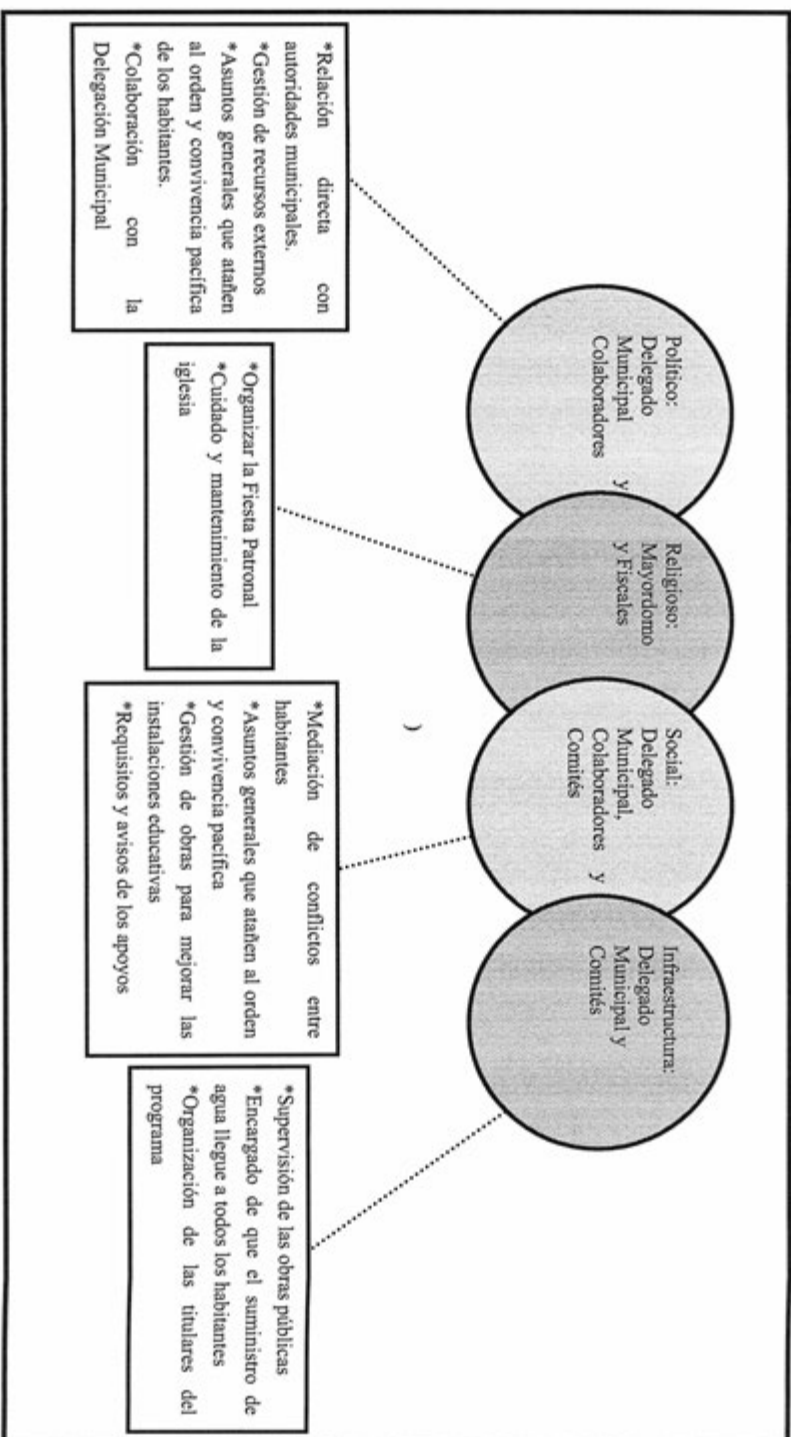 Político:
Delegado
Municipal y
Colaboradores
Religioso:
Mayordomo
y Fiscales
Social:
Delegado
Municipal,
Colaboradores y
Comités
Infraestructura:
Delegado
Municipal y
Comités
*Relación directa con
autoridades municipales.
*Gestión de recursos externos
*Asuntos generales que atañen
al orden y convivencia pacífica
de los habitantes.
*Colaboración con la
Delegación Municipal
*Organizar la Fiesta Patronal
*Cuidado y mantenimiento de la
iglesia
)
*Mediación de conflictos entre
habitantes
*Asuntos generales que atañen al orden
y convivencia pacífica
*Gestión de obras para mejorar las
instalaciones educativas
*Requisitos y avisos de los apoyos
*Supervisión de las obras públicas
*Encargado de que el suministro de
agua llegue a todos los habitantes
*Organización de las titulares del
programa